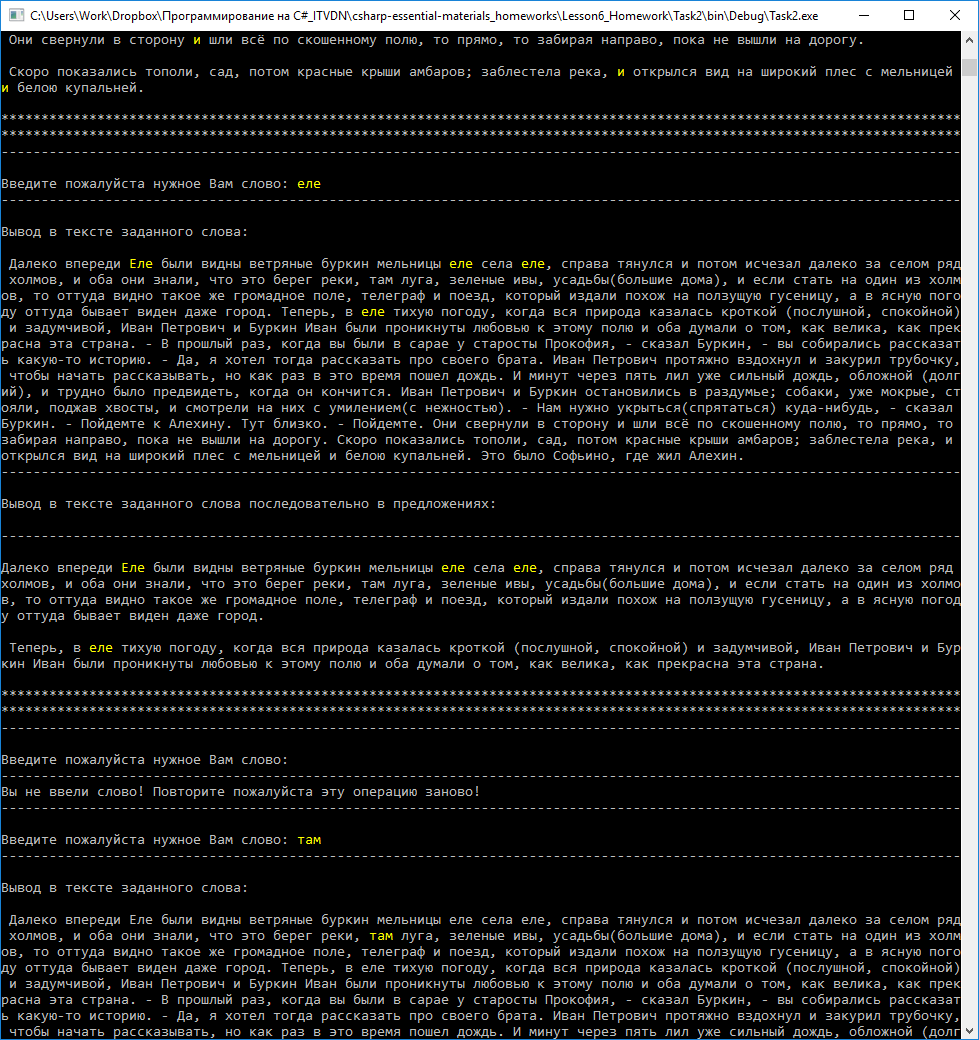 C:\Users\Work\Dropbox\Программирование на C#_ITVDN\csharp-essential-materials_homeworks\Lesson6_Homework\Task2\bin\Debug\Task2.exe
Они свернули в сторону и шли всё по скошенному полю, то прямо, то забирая направо, пока не вышли на дорогу.
Скоро показались тополи, сад, потом красные крыши амбаров; заблестела река, и открылся вид на широкий плес с мельницей
и белою купальней.
************************************************************************************************************************
************************************************************************************************************************
------------------------------------------------------------------------------------------------------------------------
Введите пожалуйста нужное Вам слово: еле
------------------------------------------------------------------------------------------------------------------------
Вывод в тексте заданного слова:
Далеко впереди Еле были видны ветряные буркин мельницы еле села еле, справа тянулся и потом исчезал далеко за селом ряд
холмов, и оба они знали, что это берег реки, там луга, зеленые ивы, усадьбы(большие дома), и если стать на один из холм
ов, то оттуда видно такое же громадное поле, телеграф и поезд, который издали похож на ползущую гусеницу, а в ясную пого
ду оттуда бывает виден даже город. Теперь, в еле тихую погоду, когда вся природа казалась кроткой (послушной, спокойной)
и задумчивой, Иван Петрович и Буркин Иван были проникнуты любовью к этому полю и оба думали о том, как велика, как прек
расна эта страна. - В прошлый раз, когда вы были в сарае у старосты Прокофия, - сказал Буркин, - вы собирались рассказат
ь какую-то историю. - Да, я хотел тогда рассказать про своего брата. Иван Петрович протяжно вздохнул и закурил трубочку,
чтобы начать рассказывать, но как раз в это время пошел дождь. И минут через пять лил уже сильный дождь, обложной (долг
ий), и трудно было предвидеть, когда он кончится. Иван Петрович и Буркин остановились в раздумье; собаки, уже мокрые, ст
ояли, поджав хвосты, и смотрели на них с умилением(с нежностью). - Нам нужно укрыться(спрятаться) куда-нибудь, - сказал
Буркин. - Пойдемте к Алехину. Тут близко. - Пойдемте. Они свернули в сторону и шли всё по скошенному полю, то прямо, то
забирая направо, пока не вышли на дорогу. Скоро показались тополи, сад, потом красные крыши амбаров; заблестела река, и
открылся вид на широкий плес с мельницей и белою купальней. Это было Софьино, где жил Алехин.
------------------------------------------------------------------------------------------------------------------------
Вывод в тексте заданного слова последовательно в предложениях:
------------------------------------------------------------------------------------------------------------------------
Далеко впереди Еле были видны ветряные буркин мельницы еле села еле, справа тянулся и потом исчезал далеко за селом ряд
холмов, и оба они знали, что это берег реки, там луга, зеленые ивы, усадьбы(большие дома), и если стать на один из холмо
в, то оттуда видно такое же громадное поле, телеграф и поезд, который издали похож на ползущую гусеницу, а в ясную погод
у оттуда бывает виден даже город.
Теперь, в еле тихую погоду, когда вся природа казалась кроткой (послушной, спокойной) и задумчивой, Иван Петрович и Бур
кин Иван были проникнуты любовью к этому полю и оба думали о том, как велика, как прекрасна эта страна.
************************************************************************************************************************
************************************************************************************************************************
------------------------------------------------------------------------------------------------------------------------
Введите пожалуйста нужное Вам слово:
------------------------------------------------------------------------------------------------------------------------
Вы не ввели слово! Повторите пожалуйста эту операцию заново!
------------------------------------------------------------------------------------------------------------------------
Введите пожалуйста нужное Вам слово: там
------------------------------------------------------------------------------------------------------------------------
Вывод в тексте заданного слова:
Далеко впереди Еле были видны ветряные буркин мельницы еле села еле, справа тянулся и потом исчезал далеко за селом ряд
холмов, и оба они знали, что это берег реки, там луга, зеленые ивы, усадьбы(большие дома), и если стать на один из холм
ов, то оттуда видно такое же громадное поле, телеграф и поезд, который издали похож на ползущую гусеницу, а в ясную пого
ду оттуда бывает виден даже город. Теперь, в еле тихую погоду, когда вся природа казалась кроткой (послушной, спокойной)
и задумчивой, Иван Петрович и Буркин Иван были проникнуты любовью к этому полю и оба думали о том, как велика, как прек
расна эта страна. - В прошлый раз, когда вы были в сарае у старосты Прокофия, - сказал Буркин, - вы собирались рассказат
ь какую-то историю. - Да, я хотел тогда рассказать про своего брата. Иван Петрович протяжно вздохнул и закурил трубочку,
чтобы начать рассказывать, но как раз в это время пошел дождь. И минут через пять лил уже сильный дождь, обложной (долг